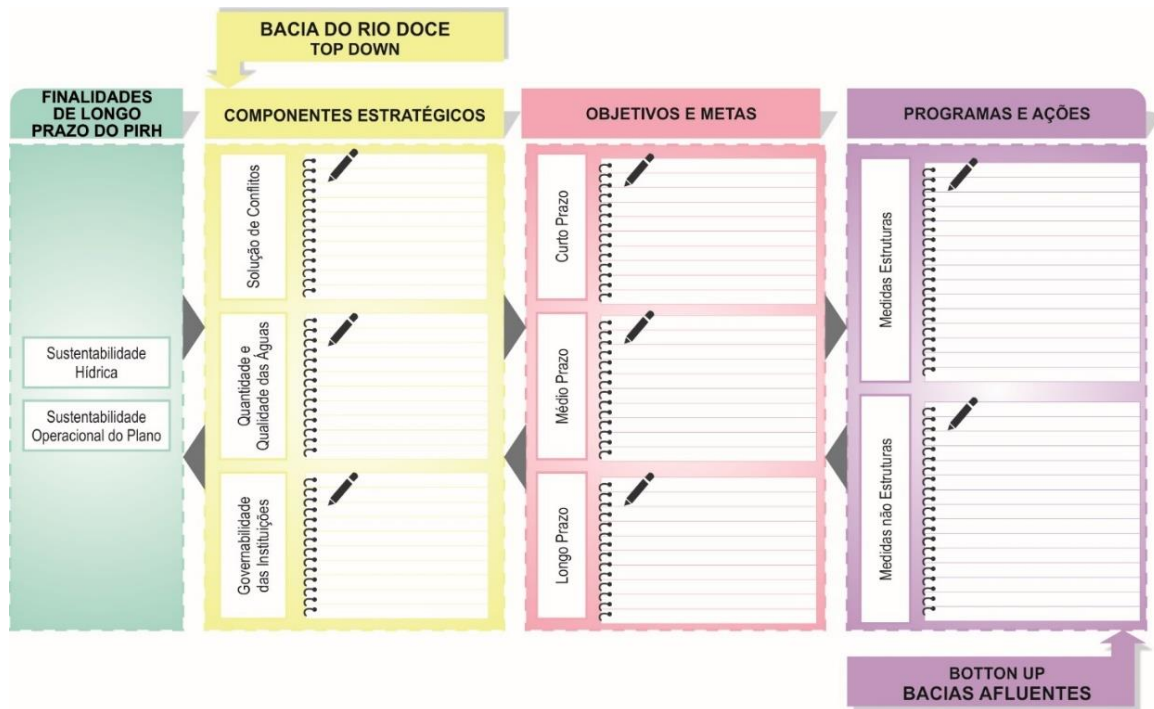 BACIA DO RIO DOCE
TOP DOWN
FINALIDADES
DE LONGO
PRAZO DO PIRH
COMPONENTES ESTRATÉGICOS
OBJETIVOS E METAS
PROGRAMAS E AÇÕES
Sustentabilidade
Hídrica
Sustentabilidade
Operacional do Plano
Solução de Conflitos
Quantidade e
Qualidade das Águas
Governabilidade
das Instituições
Curto Prazo
Médio Prazo
Longo Prazo
Medidas Estruturas
Medidas não Estruturas
BOTTON UP
BACIAS AFLUENTES